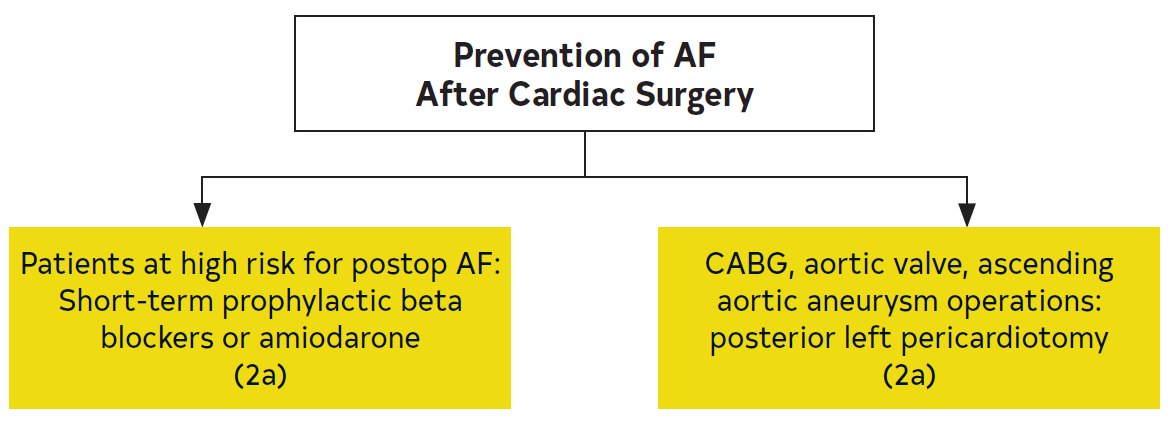 Prevention of AF
After Cardiac Surgery
Patients at high risk for postop AF:
Short-term prophylactic beta
blockers or amiodarone
(2a)
CABG, aortic valve, ascending
aortic aneurysm operations:
posterior left pericardiotomy
(2a)